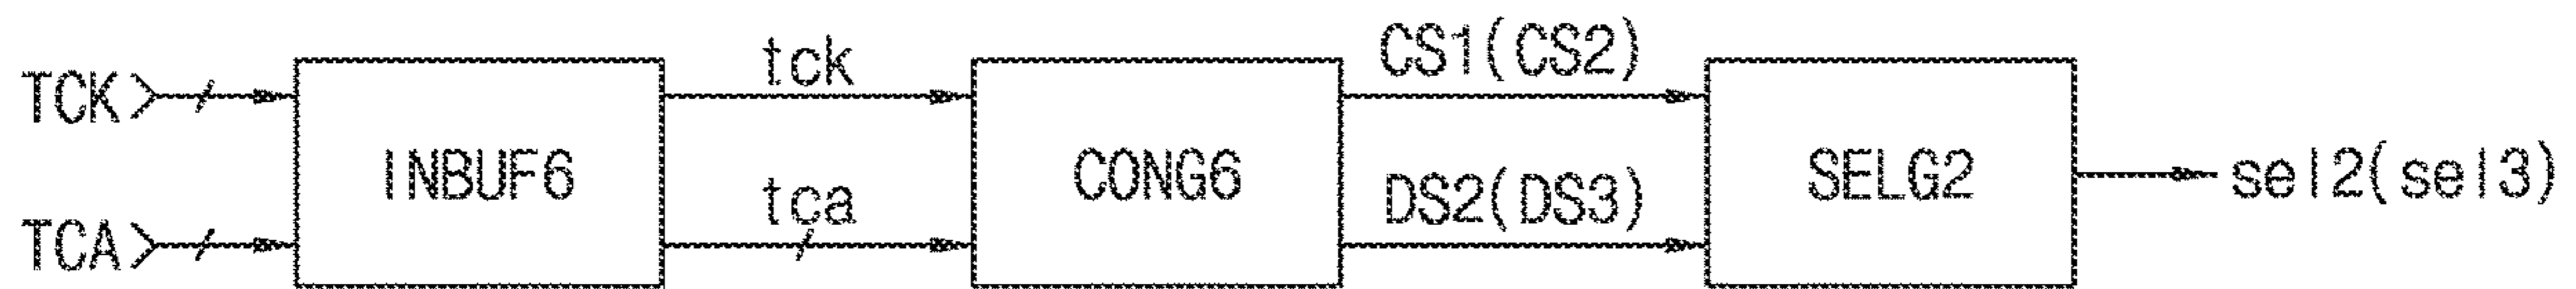 TCK
TCA
INBUF6
tck
tca
CONG6
CS1(CS2)
DS2(DS3)
SELG2
sel2(sel3)